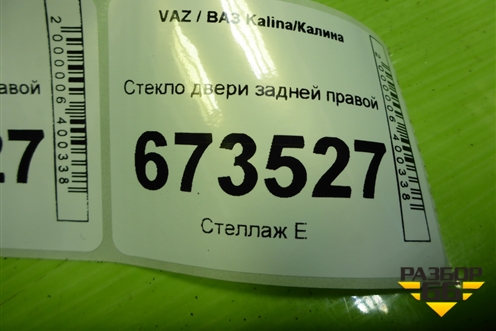 VAZ / ВАЗ Kalina/Калина
Стекло двери задней правой
673527
Стеллаж Е
2000006400338
авой
27
2000006400338
РАЗБОР